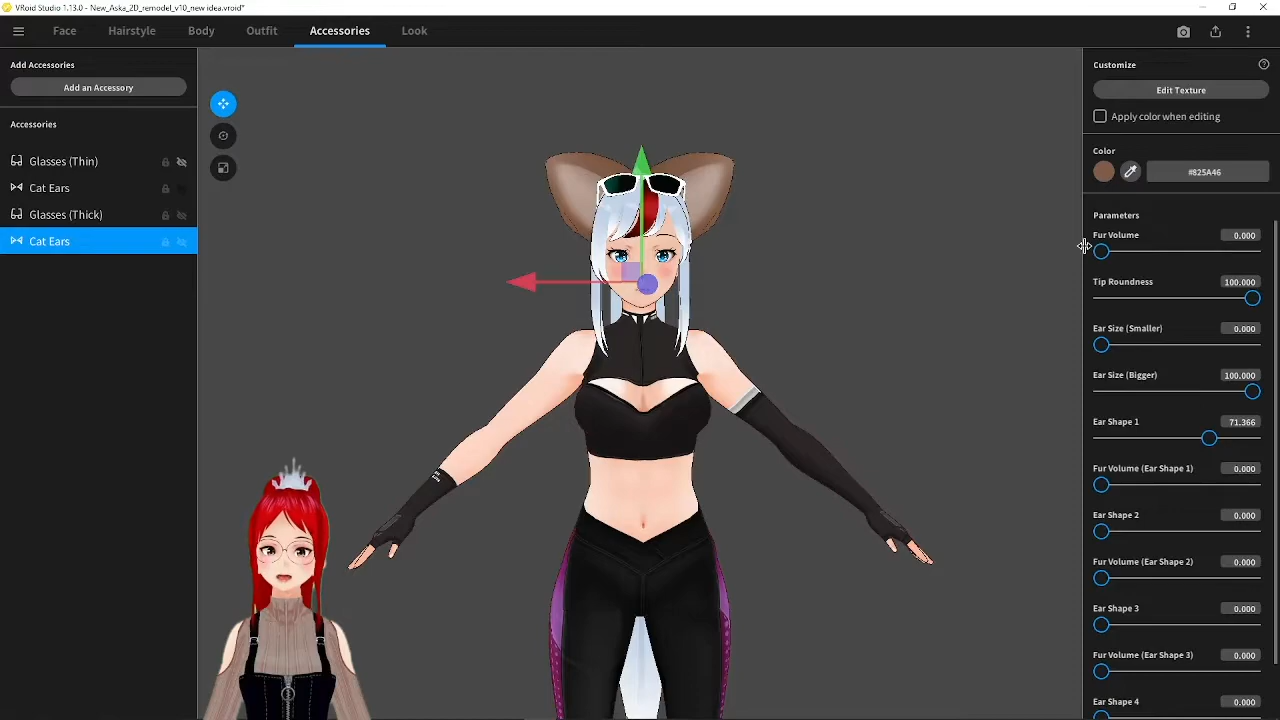 VRoid Studio 1.13.0 - New_Aska_2D_remodel_v10_new idea.vroid*
Face Hairstyle Body Outfit Accessories Look
Add Accessories
Add an Accessory
Accessories
Glasses (Thin)
Cat Ears
Glasses (Thick)
Cat Ears
Customize
Edit Texture
Apply color when editing
Color
#825A46
Parameters
Fur Volume 0.000
Tip Roundness 100.000
Ear Size (Smaller) 0.000
Ear Size (Bigger) 100.000
Ear Shape 1 71.366
Fur Volume (Ear Shape 1) 0.000
Ear Shape 2 0.000
Fur Volume (Ear Shape 2) 0.000
Ear Shape 3 0.000
Fur Volume (Ear Shape 3) 0.000
Ear Shape 4 0.000